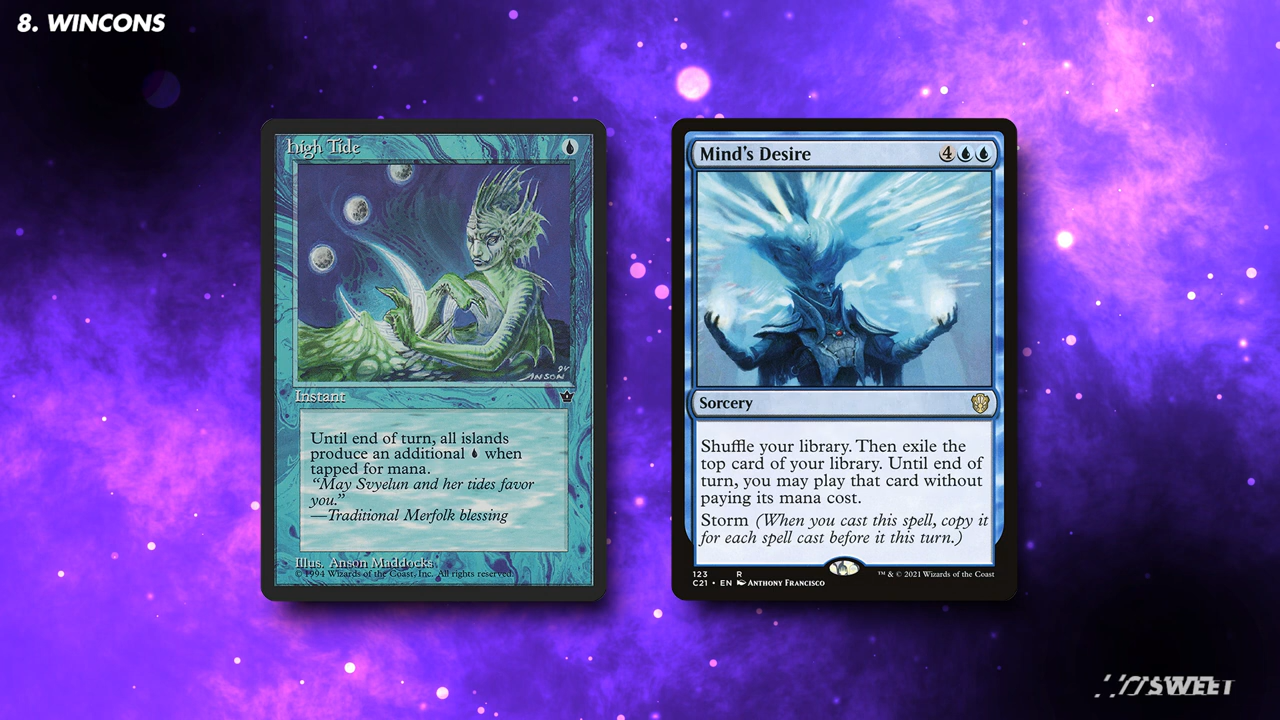 8. WINCONS
High Tide
ANSON 94
Instant
Until end of turn, all islands
produce an additional when
tapped for mana.
"May Svyelun and her tides favor
you."
—Traditional Merfolk blessing
Illus. Anson Maddocks
© 1994 Wizards of the Coast, Inc. All rights reserved.
Mind's Desire
4
Sorcery
Shuffle your library. Then exile the
top card of your library. Until end of
turn, you may play that card without
paying its mana cost.
Storm (When you cast this spell, copy it
for each spell cast before it this turn.)
123 R
C21 • EN Anthony Francisco
™ & © 2021 Wizards of the Coast
SWEET